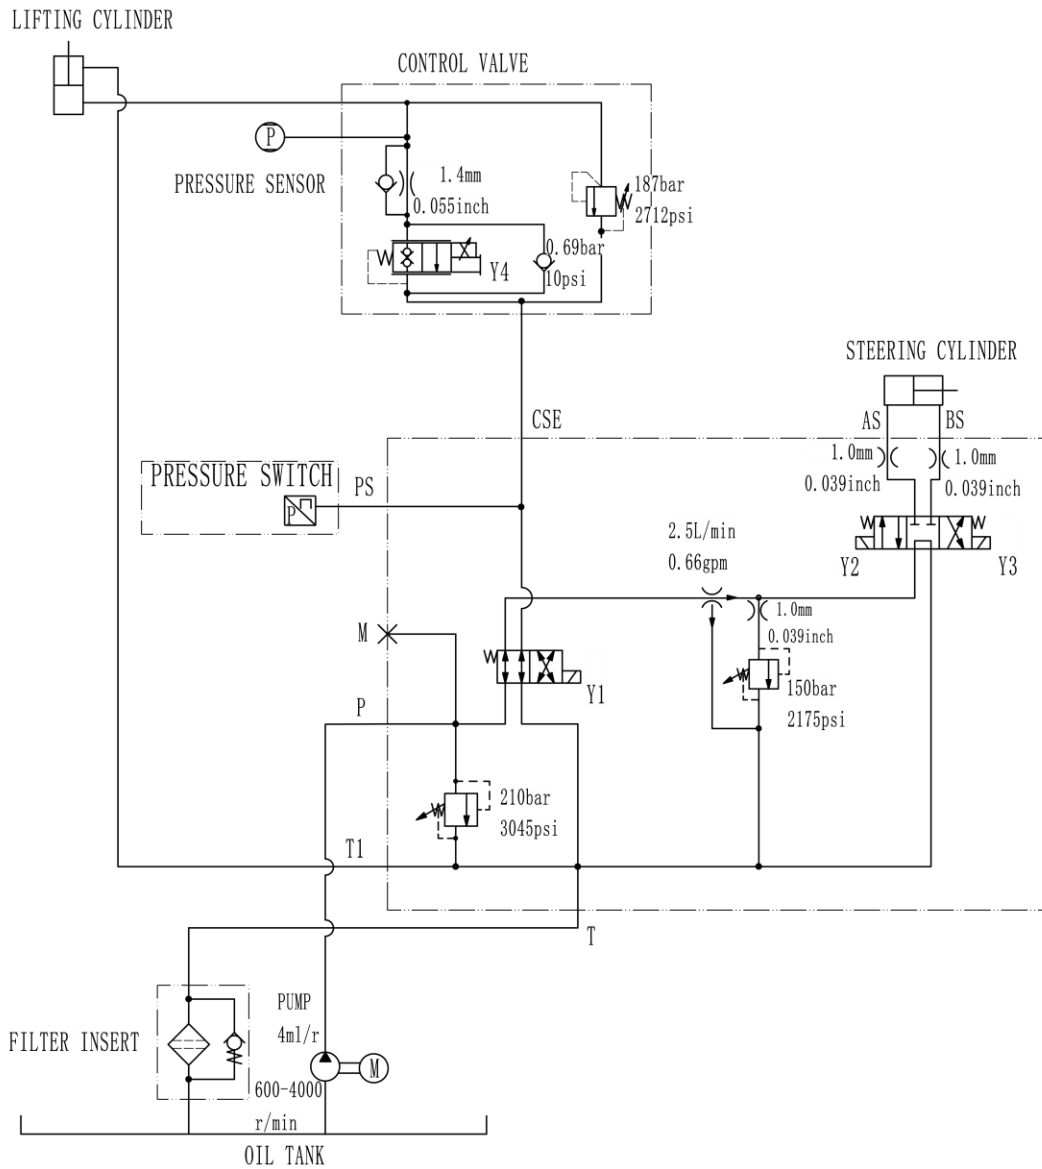 LIFTING CYLINDER
CONTROL VALVE
P
PRESSURE SENSOR
1.4mm
0.055inch
187bar
2712psi
0.69bar
10psi
Y4
STEERING CYLINDER
AS
BS
CSE
1.0mm
0.039inch
1.0mm
0.039inch
PRESSURE SWITCH
PS
P
2.5L/min
0.66gpm
Y2
Y3
M
1.0mm
0.039inch
Y1
150bar
2175psi
P
210bar
3045psi
T1
T
PUMP
4ml/r
FILTER INSERT
M
600-4000
r/min
OIL TANK